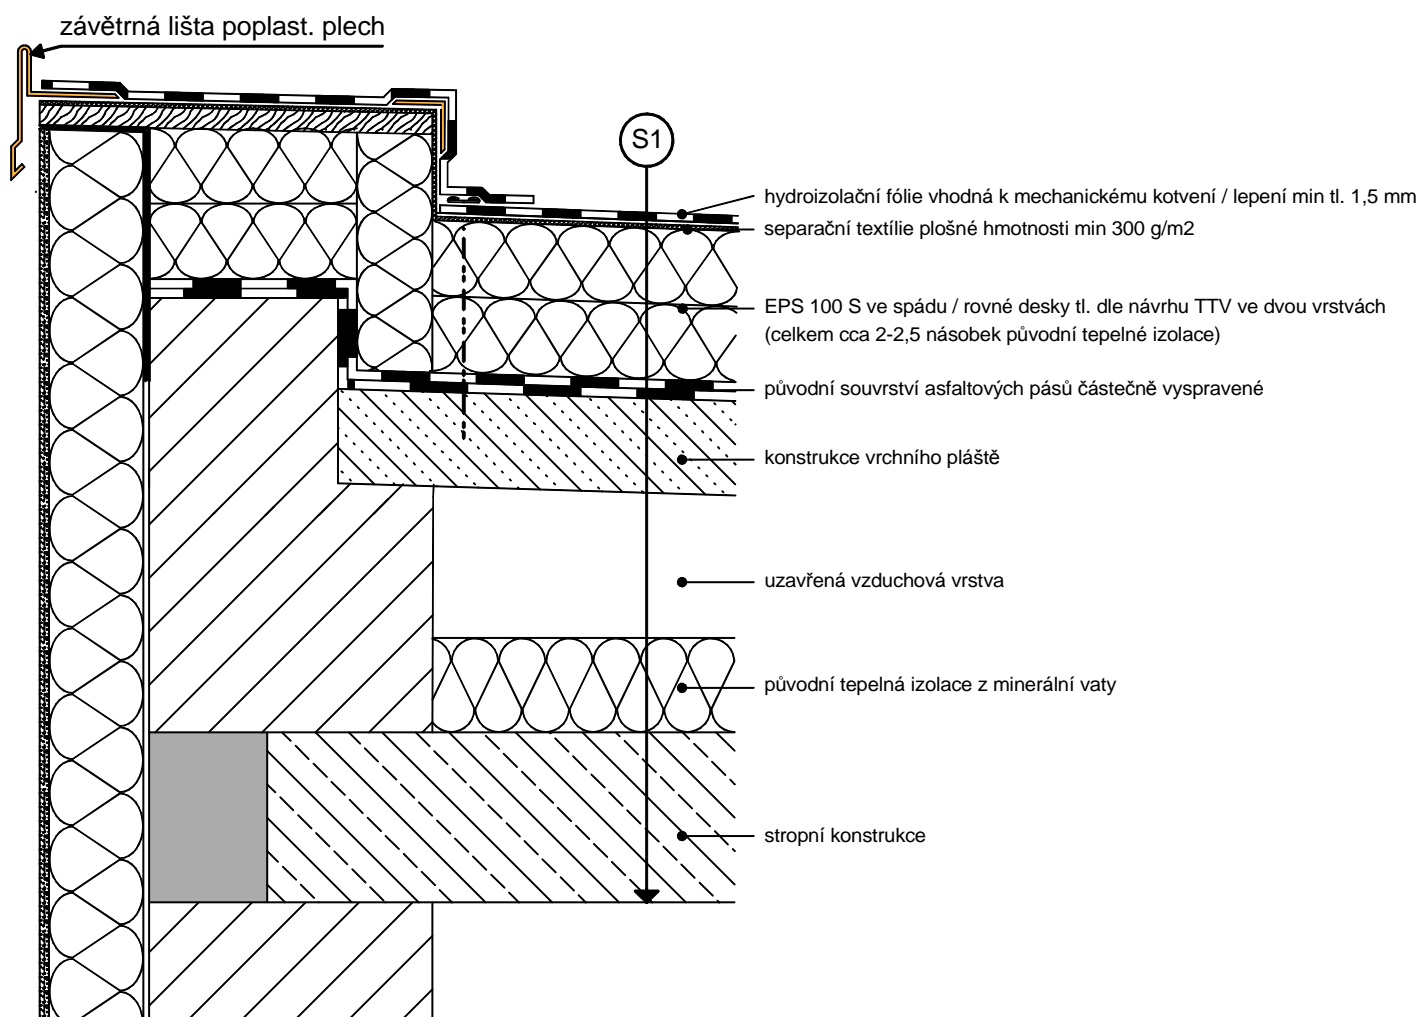 závětrná lišta poplast. plech
S1
hydroizolační fólie vhodná k mechanickému kotvení / lepení min tl. 1,5 mm
separační textílie plošné hmotnosti min 300 g/m2
EPS 100 S ve spádu / rovné desky tl. dle návrhu TTV ve dvou vrstvách
(celkem cca 2-2,5 násobek původní tepelné izolace)
původní souvrství asfaltových pásů částečně vyspravené
konstrukce vrchního pláště
uzavřená vzduchová vrstva
původní tepelná izolace z minerální vaty
stropní konstrukce